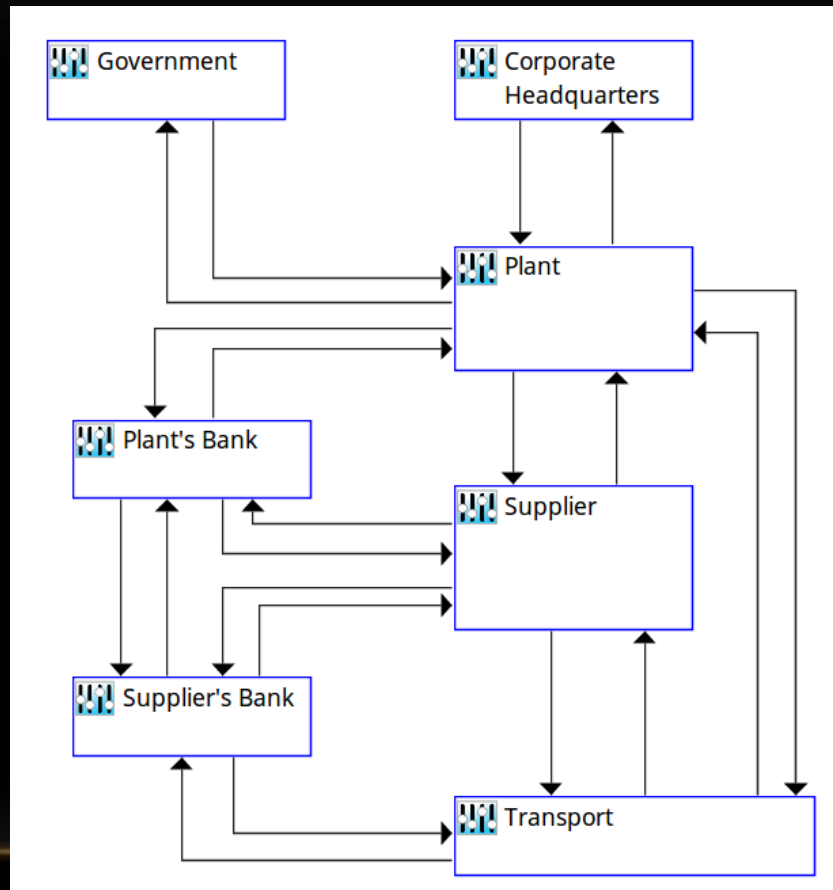 Government
Corporate
Headquarters
Plant
Plant's Bank
Supplier
Supplier's Bank
Transport